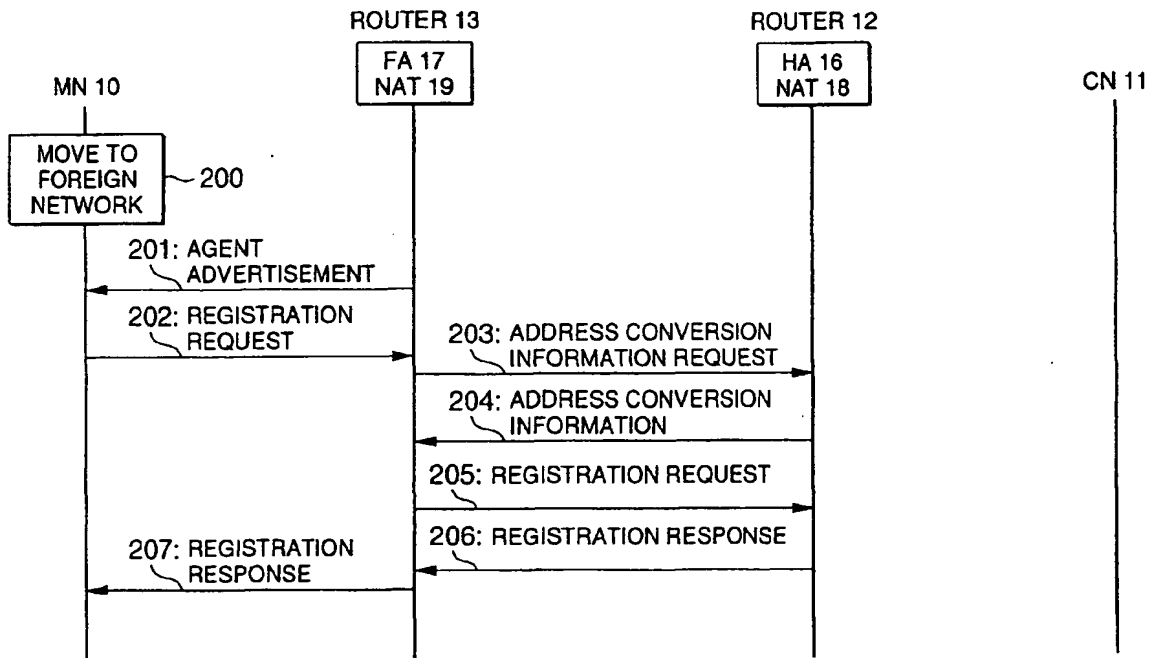 ROUTER 13
ROUTER 12
MN 10
FA 17
NAT 19
HA 16
NAT 18
CN 11
MOVE TO
FOREIGN
NETWORK
200
201: AGENT
ADVERTISEMENT
202: REGISTRATION
REQUEST
203: ADDRESS CONVERSION
INFORMATION REQUEST
204: ADDRESS CONVERSION
INFORMATION
205: REGISTRATION REQUEST
206: REGISTRATION RESPONSE
207: REGISTRATION
RESPONSE